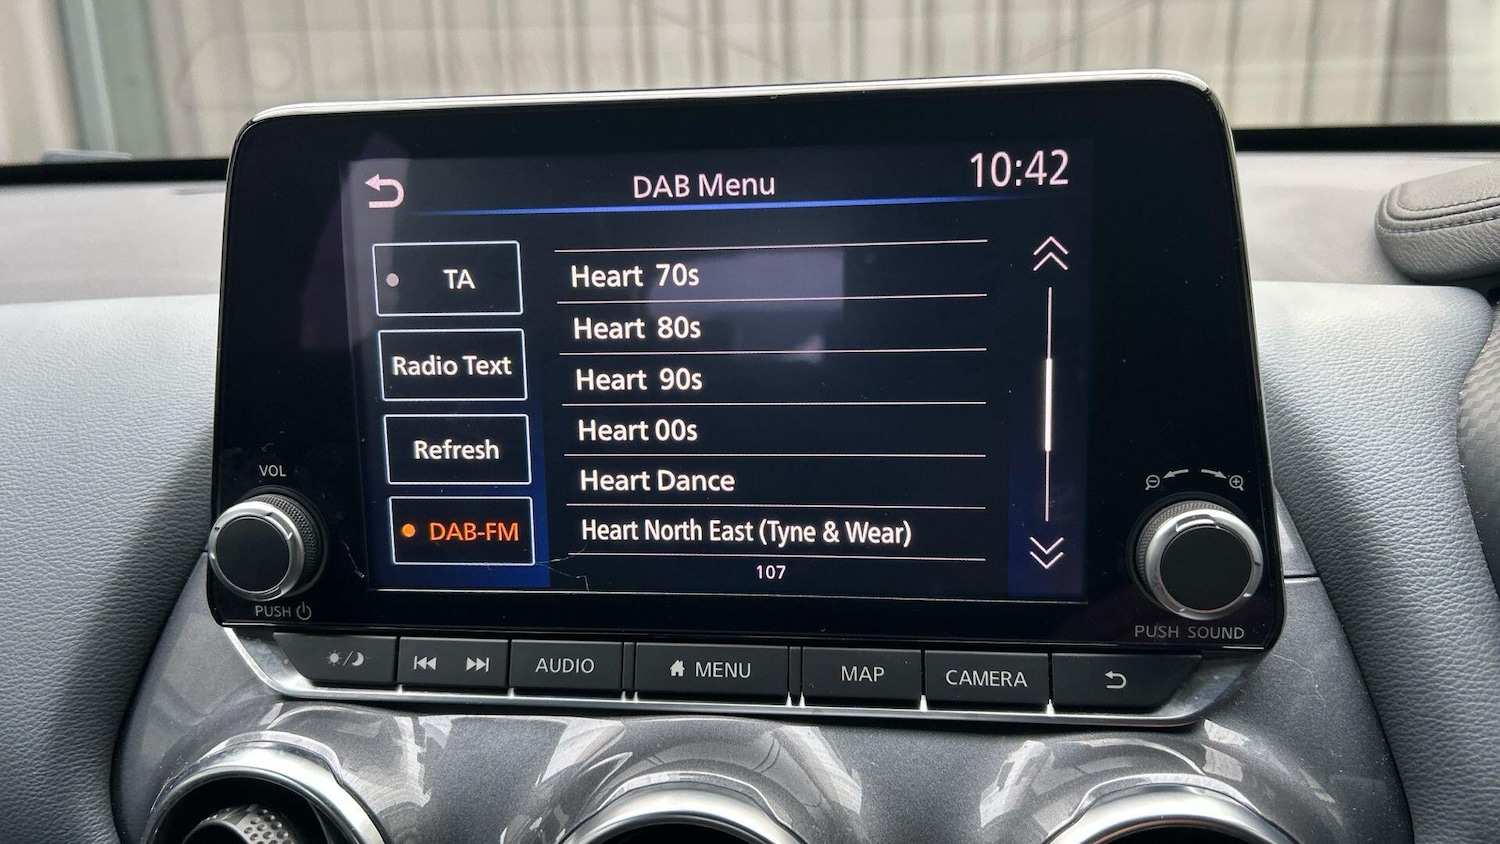 DAB Menu
10:42
TA
Radio Text
Refresh
DAB-FM
Heart 70s
Heart 80s
Heart 90s
Heart 00s
Heart Dance
Heart North East (Tyne & Wear)
107
VOL
PUSH
PUSH SOUND
AUDIO
MENU
MAP
CAMERA